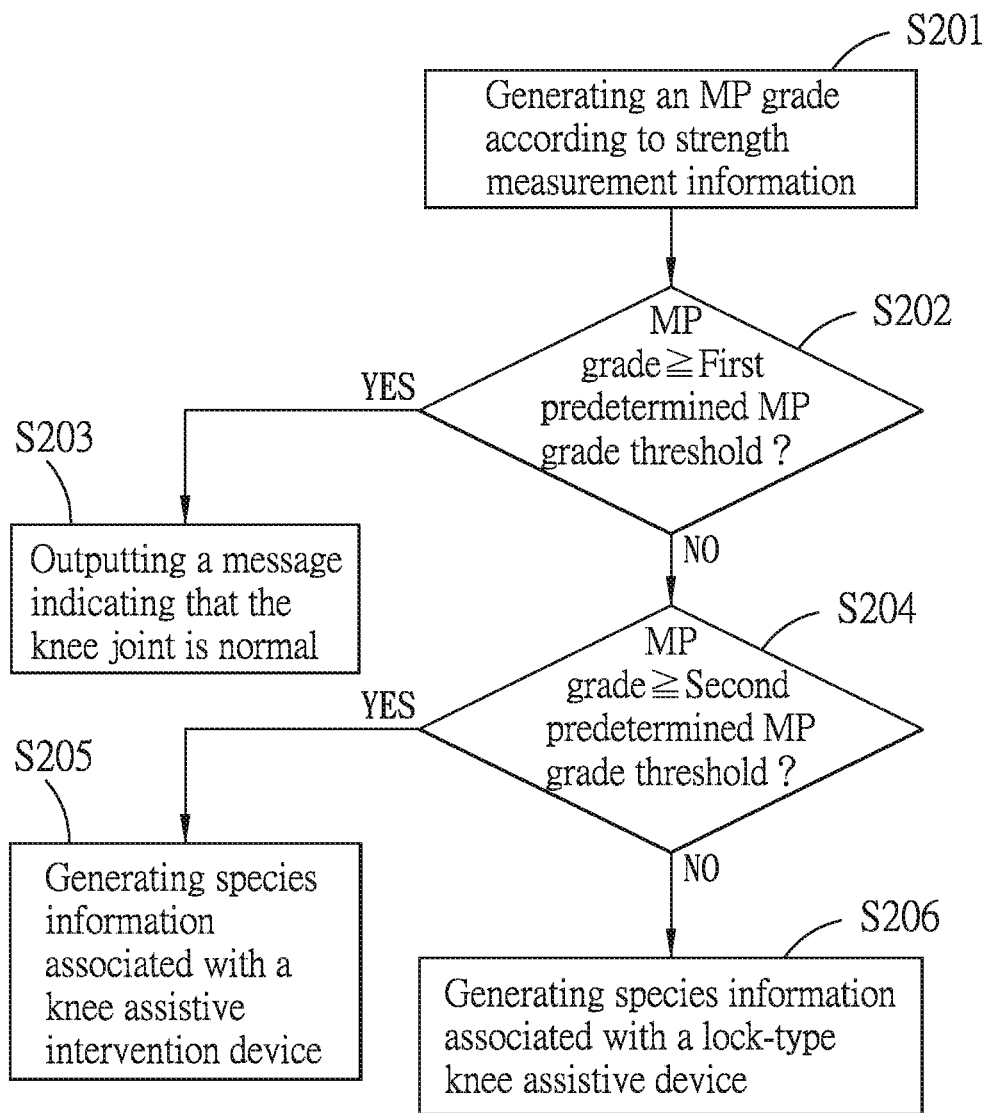 S201
Generating an MP grade
according to strength
measurement information
S202
MP
grade≧First
predetermined MP
grade threshold?
YES
S203
Outputting a message
indicating that the
knee joint is normal
NO
S204
MP
grade≧Second
predetermined MP
grade threshold?
YES
S205
Generating species
information
associated with a
knee assistive
intervention device
NO
S206
Generating species information
associated with a lock-type
knee assistive device